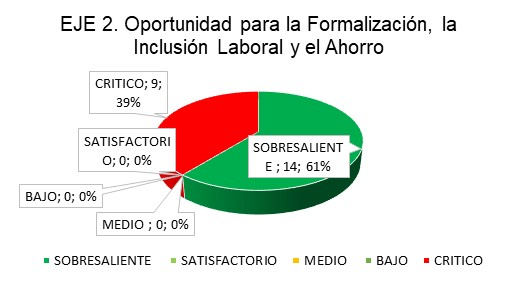 EJE 2. Oportunidad para la Formalización, la
Inclusión Laboral y el Ahorro
CRITICO; 9;
39%
SATISFACTORI
O; 0; 0%
SOBRESALIENT
E ; 14; 61%
BAJO; 0; 0%
MEDIO ; 0; 0%
SOBRESALIENTE SATISFACTORIO MEDIO BAJO CRITICO